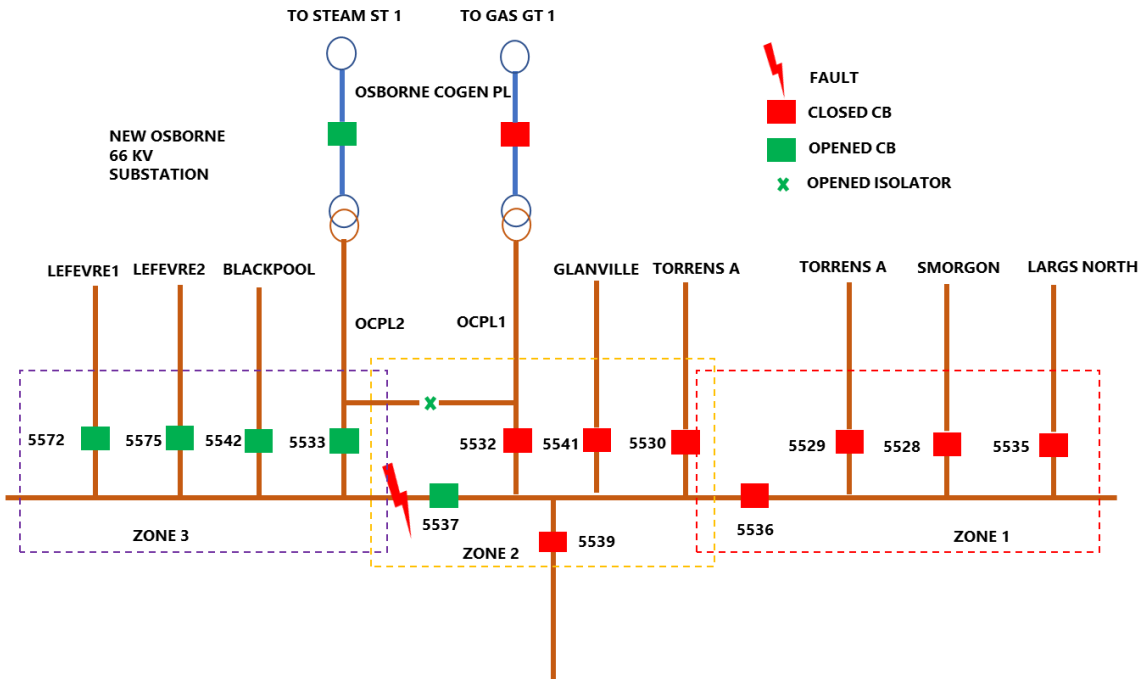 TO STEAM ST 1
TO GAS GT 1
FAULT
OSBORNE COGEN PL
CLOSED CB
NEW OSBORNE
66 KV
SUBSTATION
OPENED CB
OPENED ISOLATOR
LEFEVRE1
LEFEVRE2
BLACKPOOL
GLANVILLE
TORRENS A
TORRENS A
SMORGON
LARGS NORTH
OCPL2
OCPL1
5572
5575
5542
5533
5532
5541
5530
5529
5528
5535
5537
5536
ZONE 3
ZONE 2
5539
ZONE 1